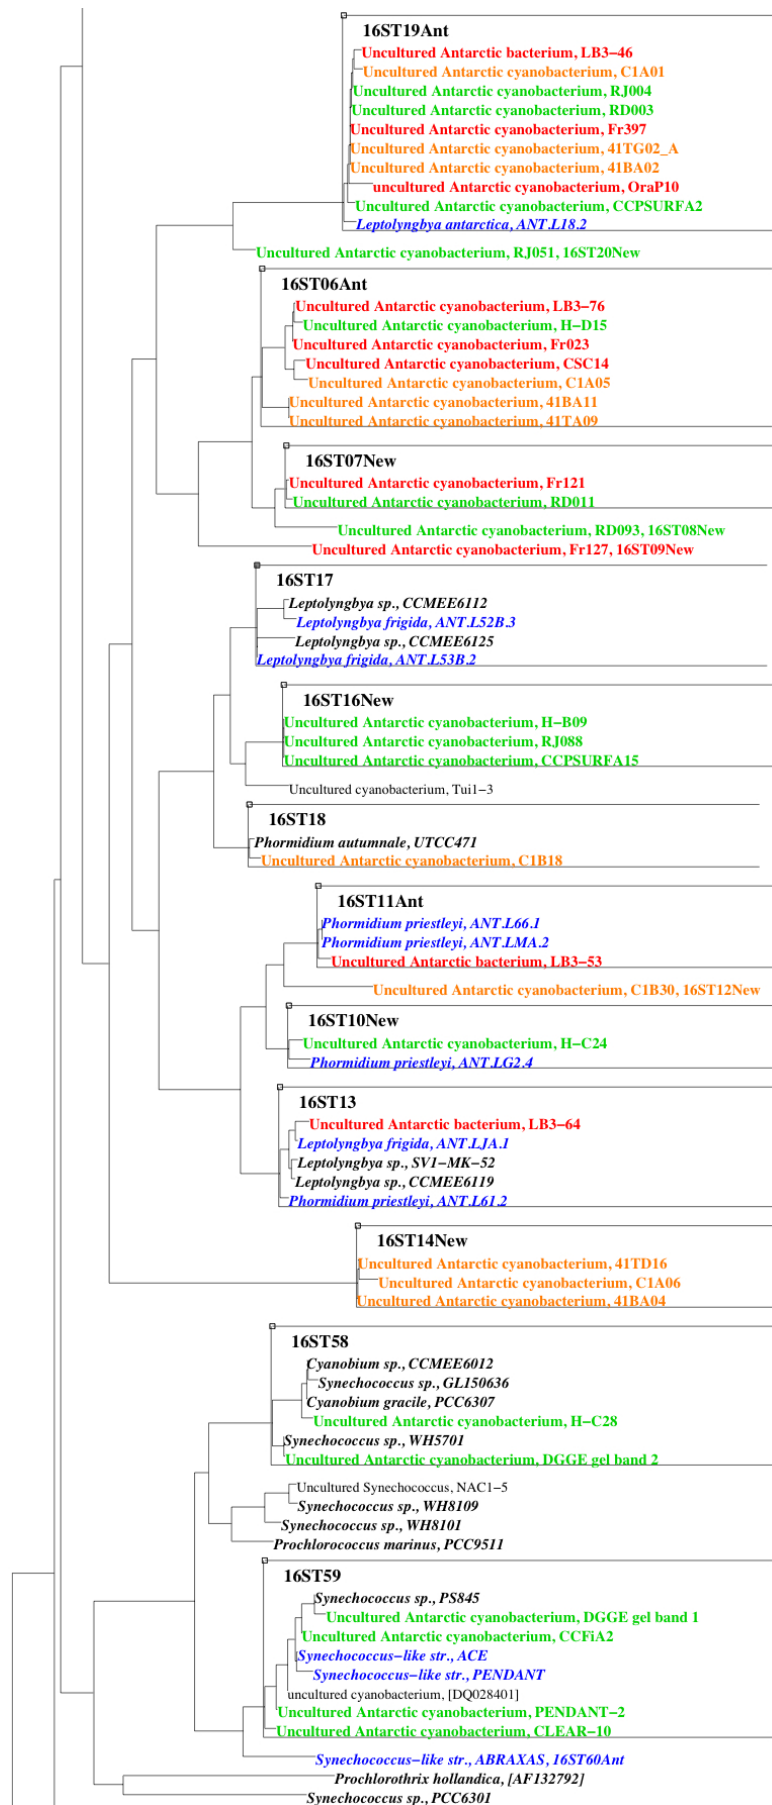 16ST19Ant
Uncultured Antarctic bacterium, LB3−46
Uncultured Antarctic cyanobacterium, C1A01
Uncultured Antarctic cyanobacterium, RJ004
Uncultured Antarctic cyanobacterium, RD003
Uncultured Antarctic cyanobacterium, Fr397
Uncultured Antarctic cyanobacterium, 41TG02_A
Uncultured Antarctic cyanobacterium, 41BA02
uncultured Antarctic cyanobacterium, OraP10
Uncultured Antarctic cyanobacterium, CCPSURFA2
Leptolyngbya antarctica, ANT.L18.2
Uncultured Antarctic cyanobacterium, RJ051, 16ST20New
16ST06Ant
Uncultured Antarctic cyanobacterium, LB3−76
Uncultured Antarctic cyanobacterium, H−D15
Uncultured Antarctic cyanobacterium, Fr023
Uncultured Antarctic cyanobacterium, CSC14
Uncultured Antarctic cyanobacterium, C1A05
Uncultured Antarctic cyanobacterium, 41BA11
Uncultured Antarctic cyanobacterium, 41TA09
16ST07New
Uncultured Antarctic cyanobacterium, Fr121
Uncultured Antarctic cyanobacterium, RD011
Uncultured Antarctic cyanobacterium, RD093, 16ST08New
Uncultured Antarctic cyanobacterium, Fr127, 16ST09New
16ST17
Leptolyngbya sp., CCMEE6112
Leptolyngbya frigida, ANT.L52B.3
Leptolyngbya sp., CCMEE6125
Leptolyngbya frigida, ANT.L53B.2
16ST16New
Uncultured Antarctic cyanobacterium, H−B09
Uncultured Antarctic cyanobacterium, RJ088
Uncultured Antarctic cyanobacterium, CCPSURFA15
Uncultured cyanobacterium, Tui1−3
16ST18
Phormidium autumnale, UTCC471
Uncultured Antarctic cyanobacterium, C1B18
16ST11Ant
Phormidium priestleyi, ANT.L66.1
Phormidium priestleyi, ANT.LMA.2
Uncultured Antarctic bacterium, LB3−53
Uncultured Antarctic cyanobacterium, C1B30, 16ST12New
16ST10New
Uncultured Antarctic cyanobacterium, H−C24
Phormidium priestleyi, ANT.LG2.4
16ST13
Uncultured Antarctic bacterium, LB3−64
Leptolyngbya frigida, ANT.LJA.1
Leptolyngbya sp., SV1−MK−52
Leptolyngbya sp., CCMEE6119
Phormidium priestleyi, ANT.L61.2
16ST14New
Uncultured Antarctic cyanobacterium, 41TD16
Uncultured Antarctic cyanobacterium, C1A06
Uncultured Antarctic cyanobacterium, 41BA04
16ST58
Cyanobium sp., CCMEE6012
Synechococcus sp., GL150636
Cyanobium gracile, PCC6307
Uncultured Antarctic cyanobacterium, H−C28
Synechococcus sp., WH5701
Uncultured Antarctic cyanobacterium, DGGE gel band 2
Uncultured Synechococcus, NAC1−5
Synechococcus sp., WH8109
Synechococcus sp., WH8101
Prochlorococcus marinus, PCC9511
16ST59
Synechococcus sp., PS845
Uncultured Antarctic cyanobacterium, DGGE gel band 1
Uncultured Antarctic cyanobacterium, CCFiA2
Synechococcus−like str., ACE
Synechococcus−like str., PENDANT
uncultured cyanobacterium, [DQ028401]
Uncultured Antarctic cyanobacterium, PENDANT−2
Uncultured Antarctic cyanobacterium, CLEAR−10
Synechococcus−like str., ABRAXAS, 16ST60Ant
Prochlorothrix hollandica, [AF132792]
Synechococcus sp., PCC6301